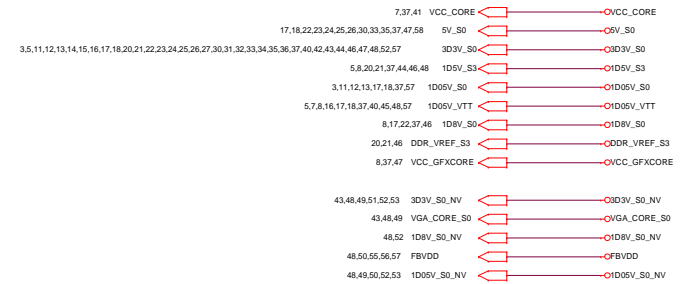 7,37,41 VCC_CORE VCC_CORE
17,18,22,23,24,25,26,30,33,35,37,47,58 5V_S0 5V_S0
3,5,11,12,13,14,15,16,17,18,20,21,22,23,24,25,26,27,30,31,32,33,34,35,36,37,40,42,43,44,46,47,48,52,57 3D3V_S0 3D3V_S0
5,8,20,21,37,44,46,48 1D5V_S3 1D5V_S3
3,11,12,13,17,18,37,57 1D05V_S0 1D05V_S0
5,7,8,16,17,18,37,40,45,48,57 1D05V_VTT 1D05V_VTT
8,17,22,37,46 1D8V_S0 1D8V_S0
20,21,46 DDR_VREF_S3 DDR_VREF_S3
8,37,47 VCC_GFXCORE VCC_GFXCORE
43,48,49,51,52,53 3D3V_S0_NV 3D3V_S0_NV
43,48,49 VGA_CORE_S0 VGA_CORE_S0
48,52 1D8V_S0_NV 1D8V_S0_NV
48,50,55,56,57 FBVDD FBVDD
48,49,50,52,53 1D05V_S0_NV 1D05V_S0_NV